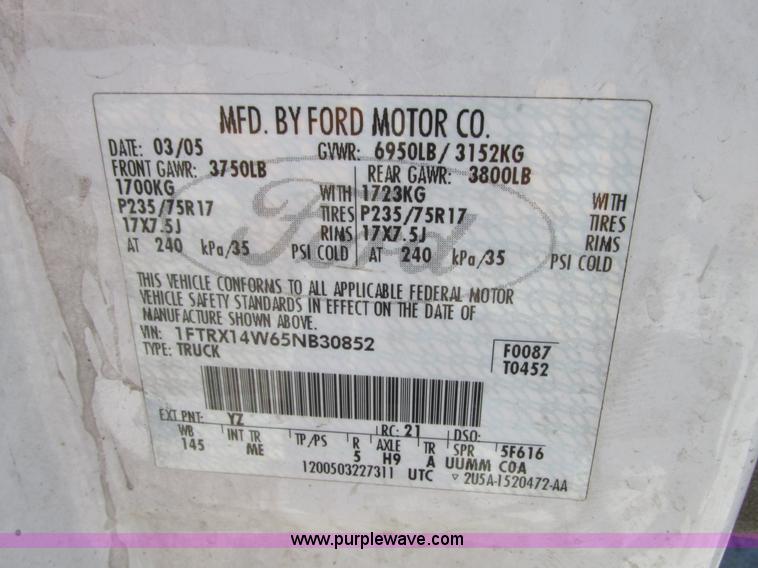 MFD. BY FORD MOTOR CO.
DATE: 03/05 GVWR: 6950LB/ 3152KG
FRONT GAWR: 3750LB REAR GAWR: 3800LB
1700KG WITH 1723KG WITH
P235/75R17 TIRES P235/75R17 TIRES
17X7.5J RIMS 17X7.5J RIMS
AT 240 kPa/35 PSI COLD AT 240 kPa/35 PSI COLD
Ford
THIS VEHICLE CONFORMS TO ALL APPLICABLE FEDERAL MOTOR
VEHICLE SAFETY STANDARDS IN EFFECT ON THE DATE OF
MANUFACTURE SHOWN ABOVE.
VIN: 1FTRX14W65NB30852 F0087
TYPE: TRUCK T0452
EXT PNT: YZ RC: 21 DSO:
WB INT TR TP/PS R AXLE TR SPR 5F616
145 ME 5 H9 A UUMM COA
1200503227311 UTC ▽ 2U5A-1520472-AA
www.purplewave.com